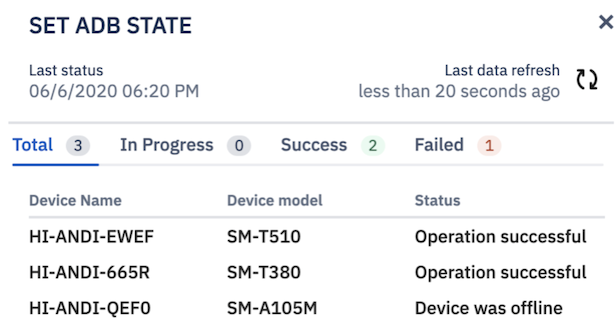 SET ADB STATE
Last status
06/6/2020 06:20 PM
Last data refresh
less than 20 seconds ago
Total 3 In Progress 0 Success 2 Failed 1
Device Name Device model Status
HI-ANDI-EWEF SM-T510 Operation successful
HI-ANDI-665R SM-T380 Operation successful
HI-ANDI-QEF0 SM-A105M Device was offline